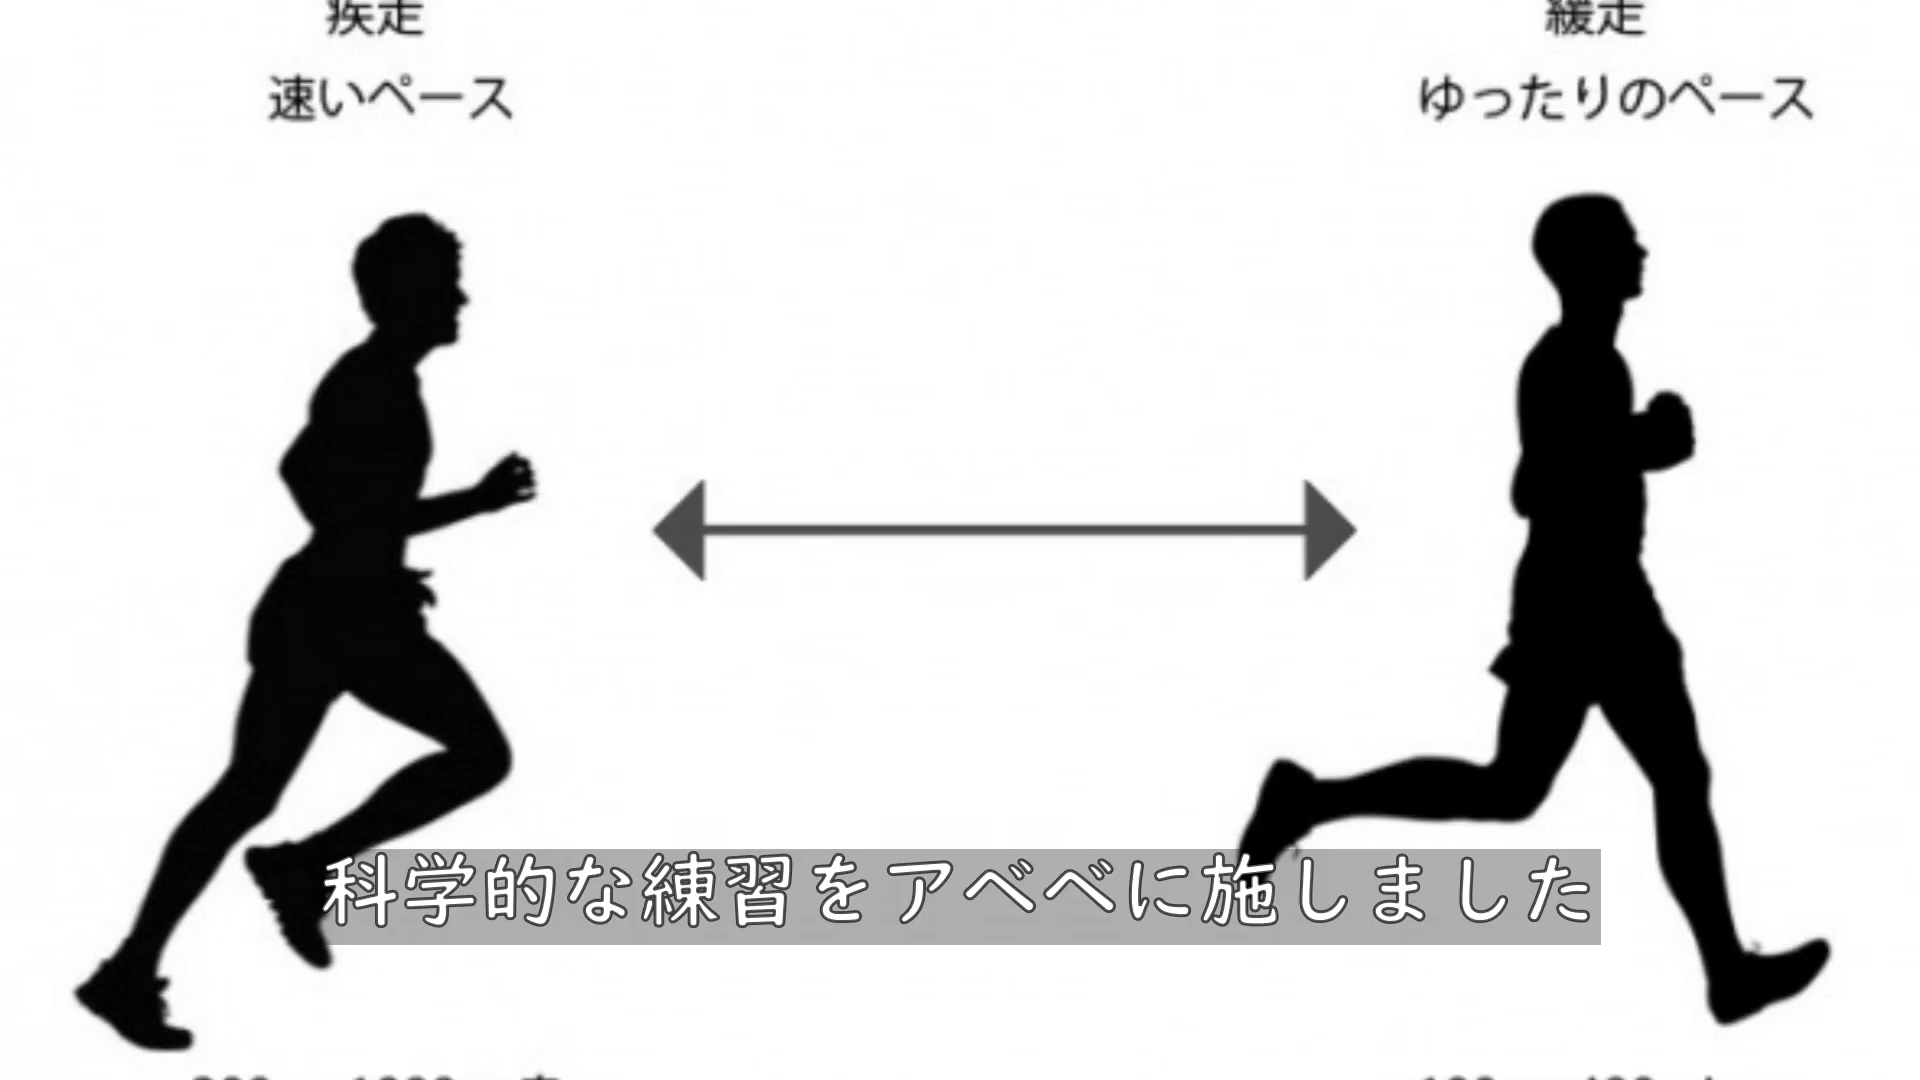 疾走
緩走
速いペース
ゆったりのペース
科学的な練習をアベベに施しました